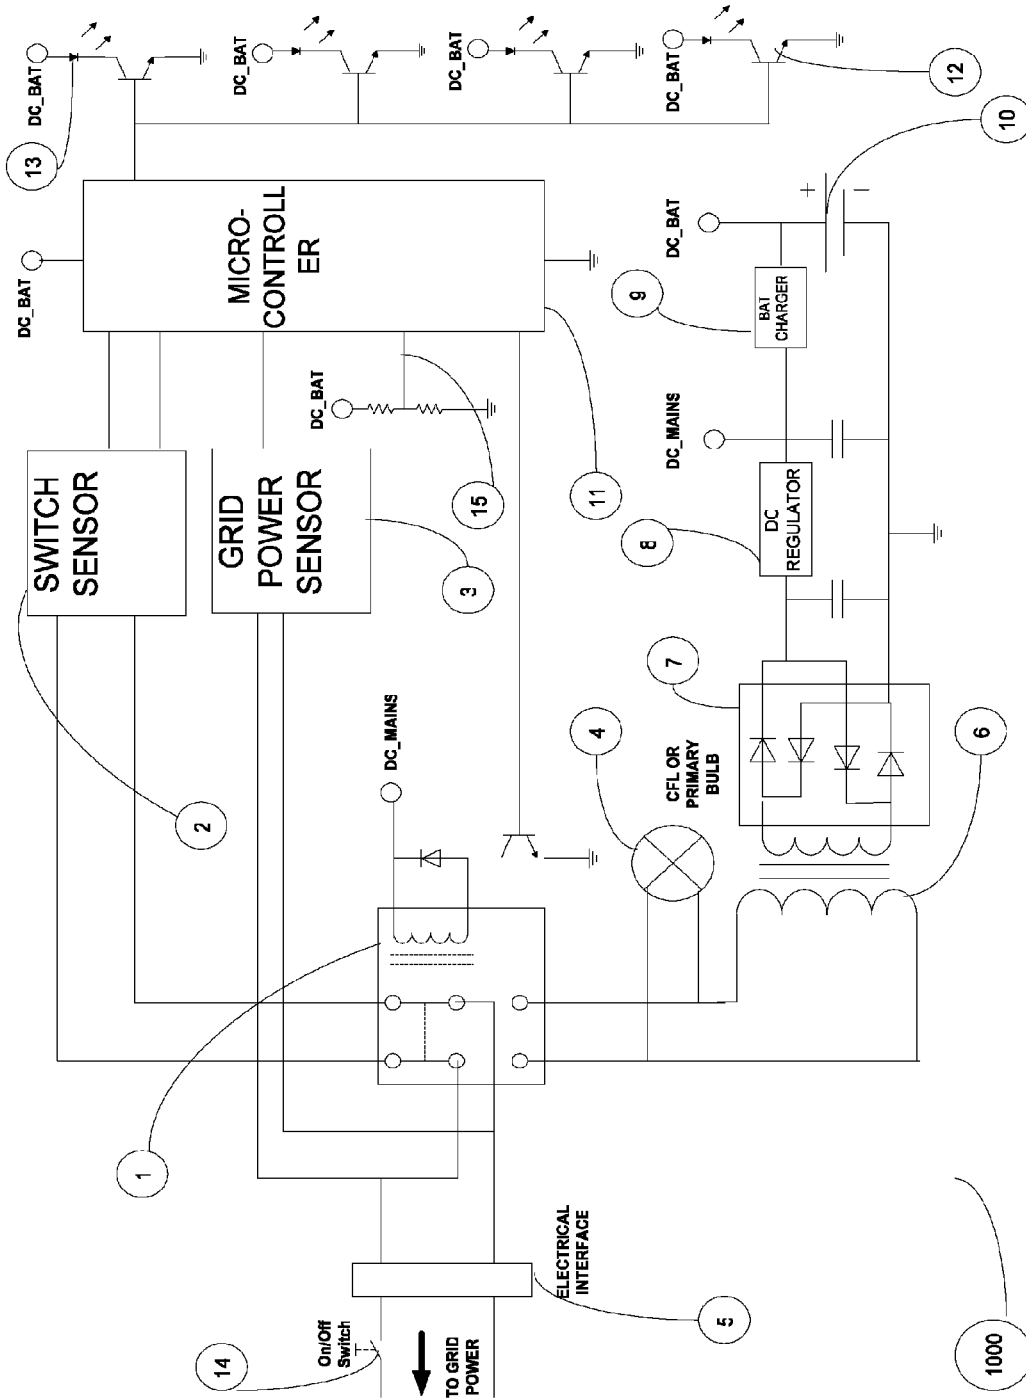 13
DC_BAT
DC_BAT
DC_BAT
DC_BAT
12
10
DC_BAT
MICRO-
CONTROLL
ER
DC_BAT
9
BAT
CHARGER
DC_BAT
+
−
SWITCH
SENSOR
GRID
POWER
SENSOR
15
11
DC_MAINS
8
DC
REGULATOR
3
2
DC_MAINS
4
CFL OR
PRIMARY
BULB
7
6
1
14
On/Off
Switch
TO GRID
POWER
ELECTRICAL
INTERFACE
5
1000